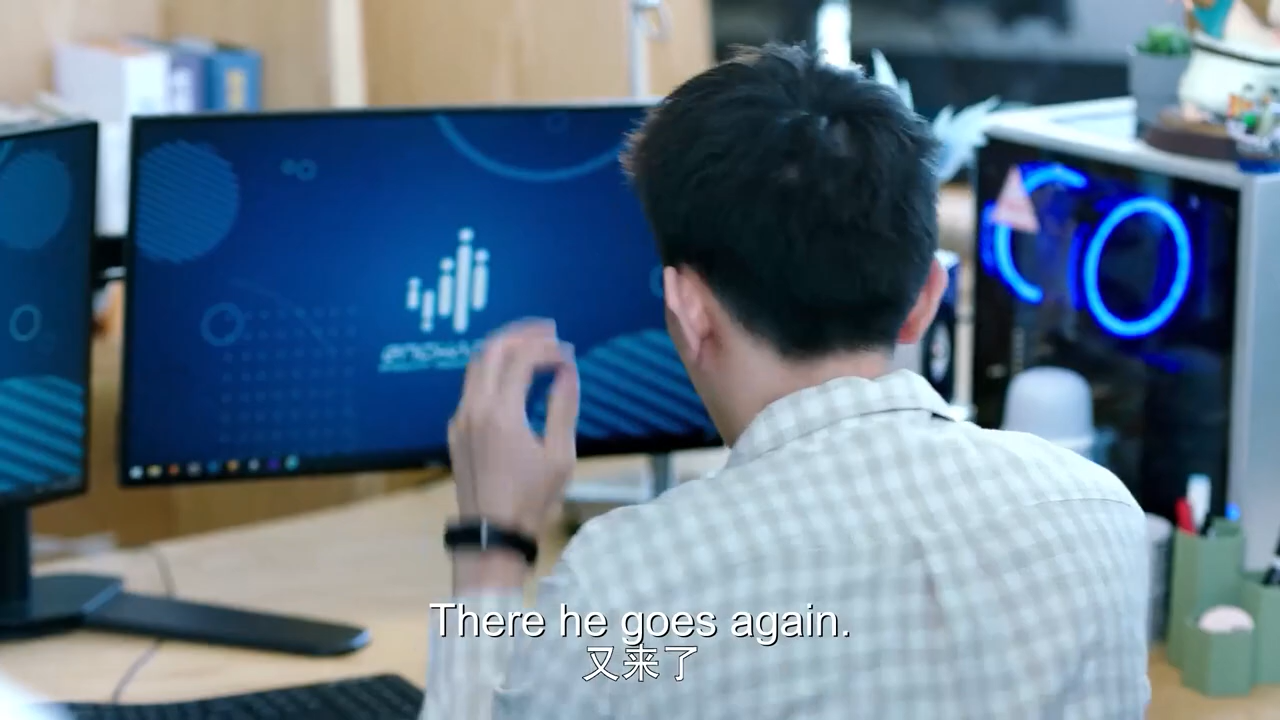 There he goes again.
又来了